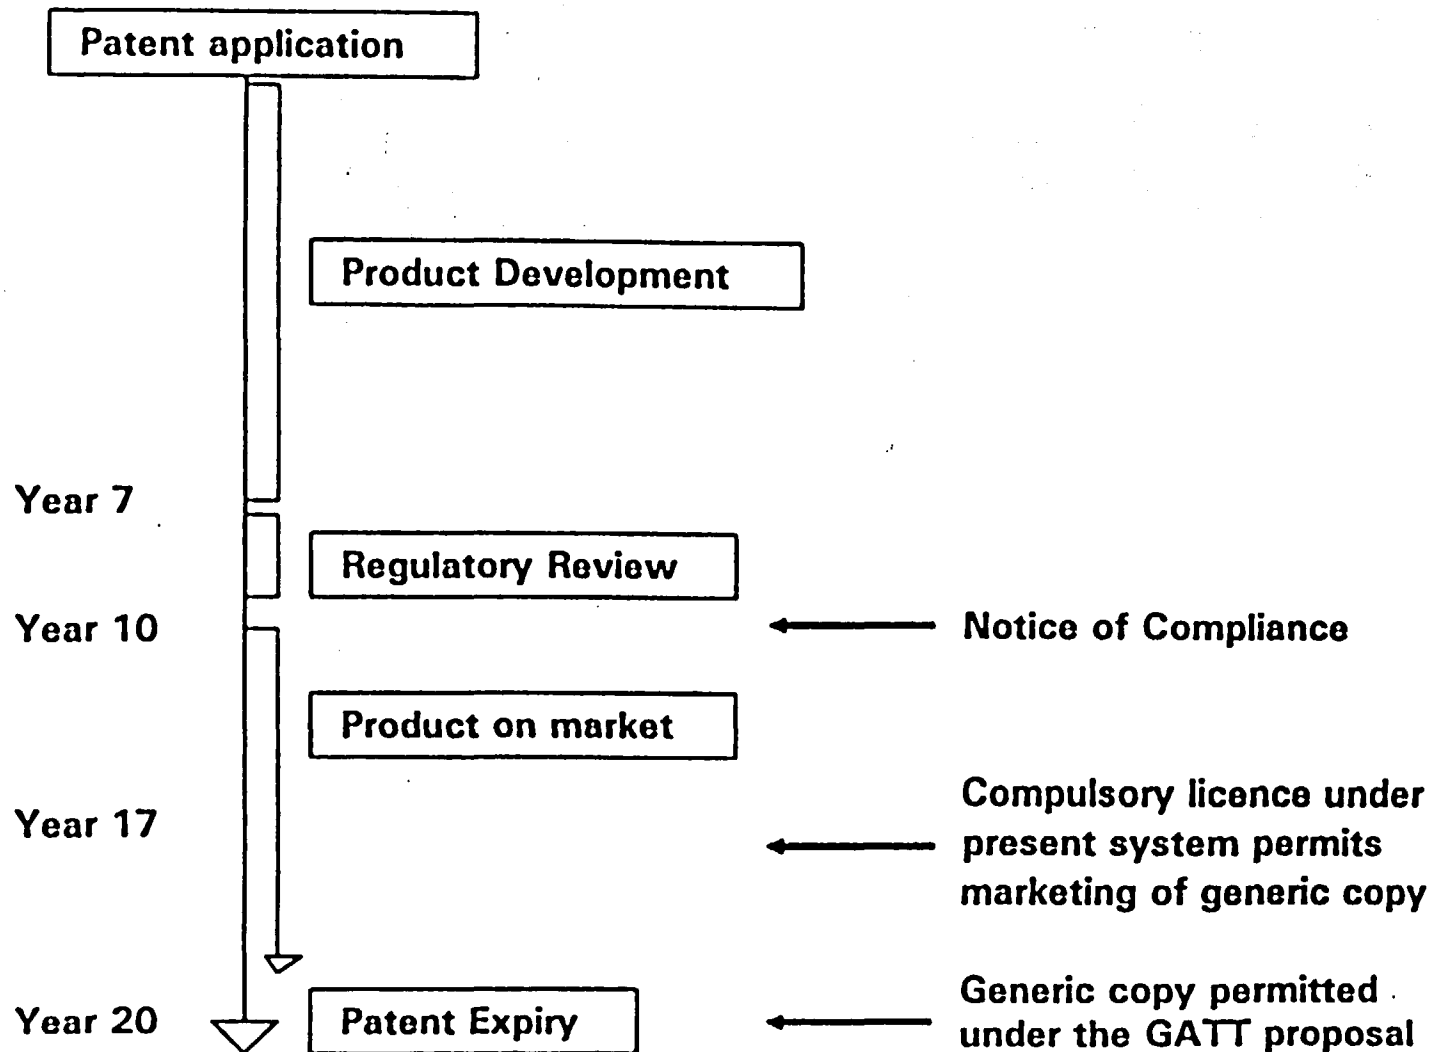 Patent application
Product Development
Year 7
Regulatory Review
Year 10
Notice of Compliance
Product on market
Year 17
Compulsory licence under
present system permits
marketing of generic copy
Year 20
Patent Expiry
Generic copy permitted
under the GATT proposal